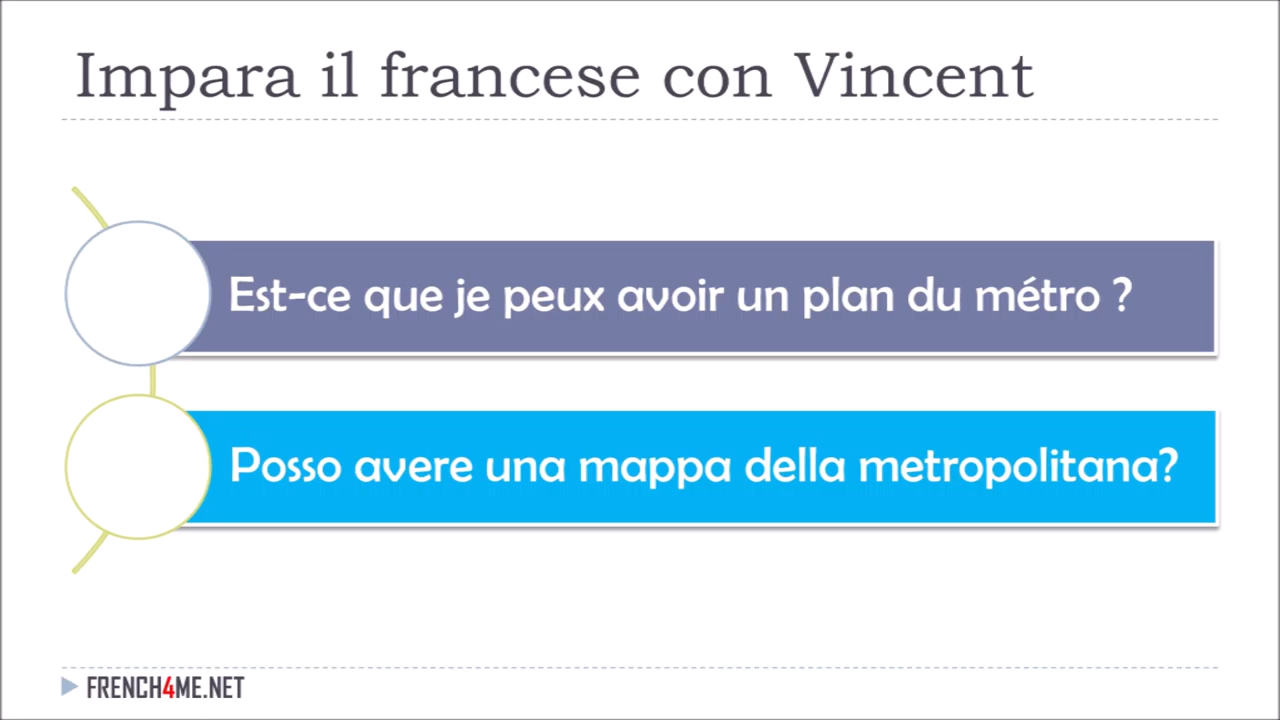 Impara il francese con Vincent
Est-ce que je peux avoir un plan du métro ?
Posso avere una mappa della metropolitana?
FRENCH4ME.NET